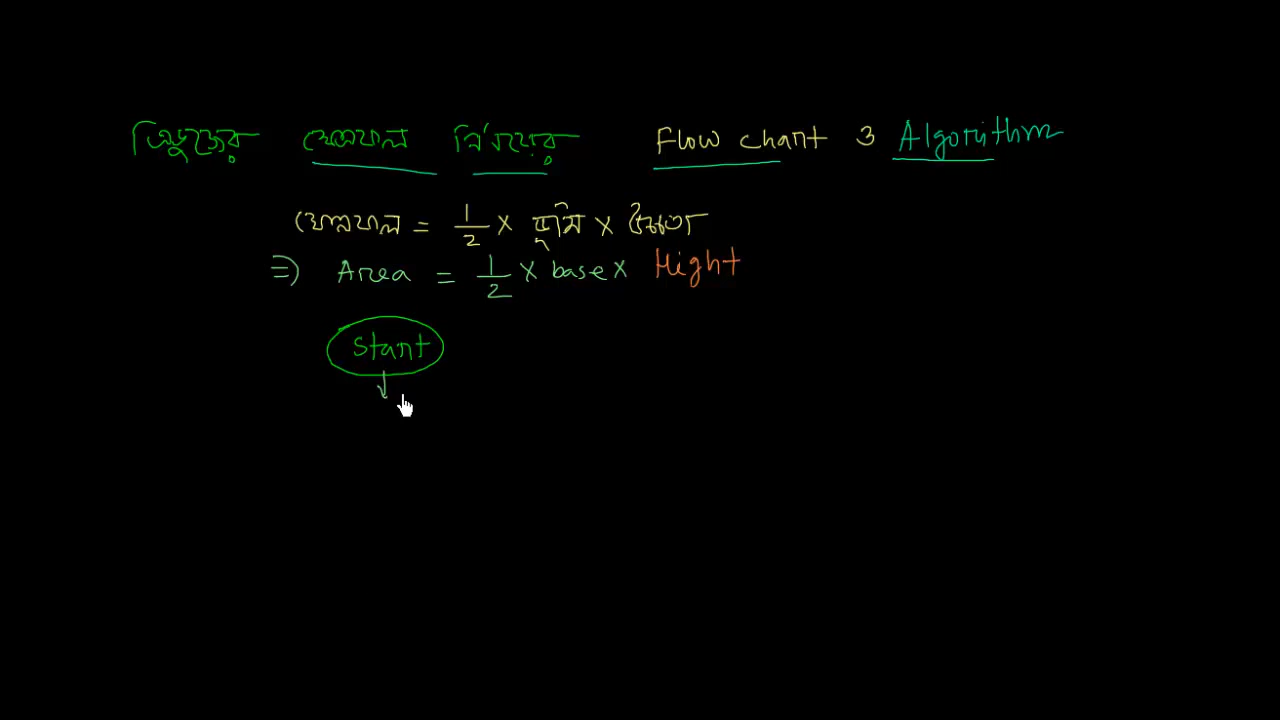 ত্রিভুজের ক্ষেত্রফল নির্ণয়ের Flow chart ও Algorithm
ক্ষেত্রফল = 1/2 × ভূমি × উচ্চতা
⇒ Area = 1/2 × base × Hight
Start